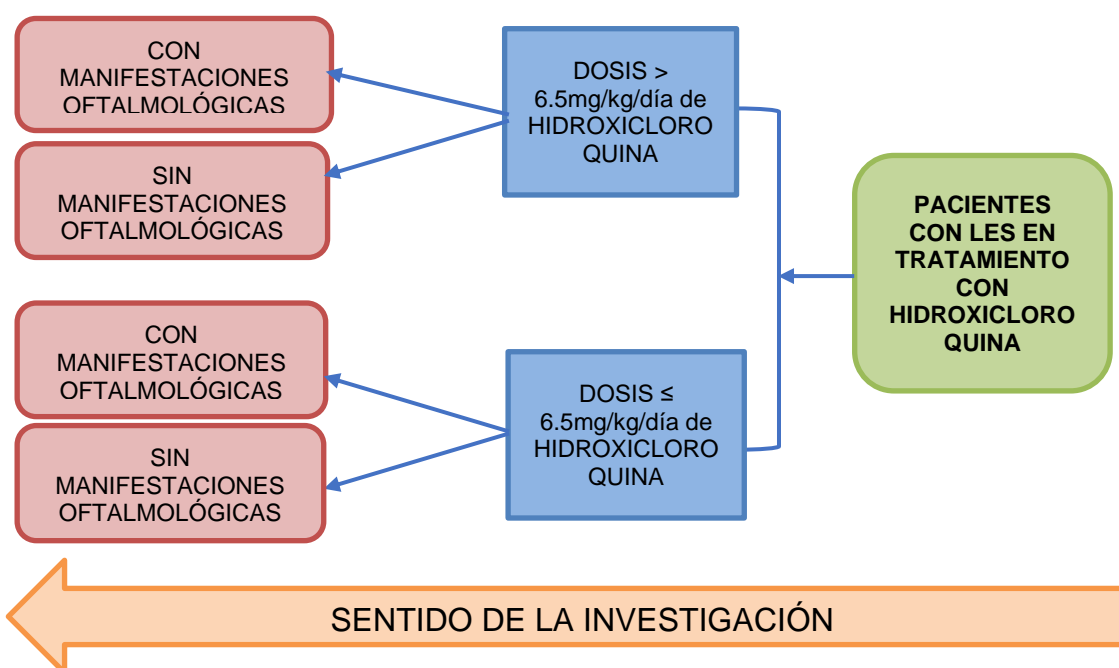 CON
MANIFESTACIONES
OFTALMOLÓGICAS
SIN
MANIFESTACIONES
OFTALMOLÓGICAS
DOSIS >
6.5mg/kg/día de
HIDROXICLORO
QUINA
PACIENTES
CON LES EN
TRATAMIENTO
CON
HIDROXICLORO
QUINA
CON
MANIFESTACIONES
OFTALMOLÓGICAS
SIN
MANIFESTACIONES
OFTALMOLÓGICAS
DOSIS ≤
6.5mg/kg/día de
HIDROXICLORO
QUINA
SENTIDO DE LA INVESTIGACIÓN